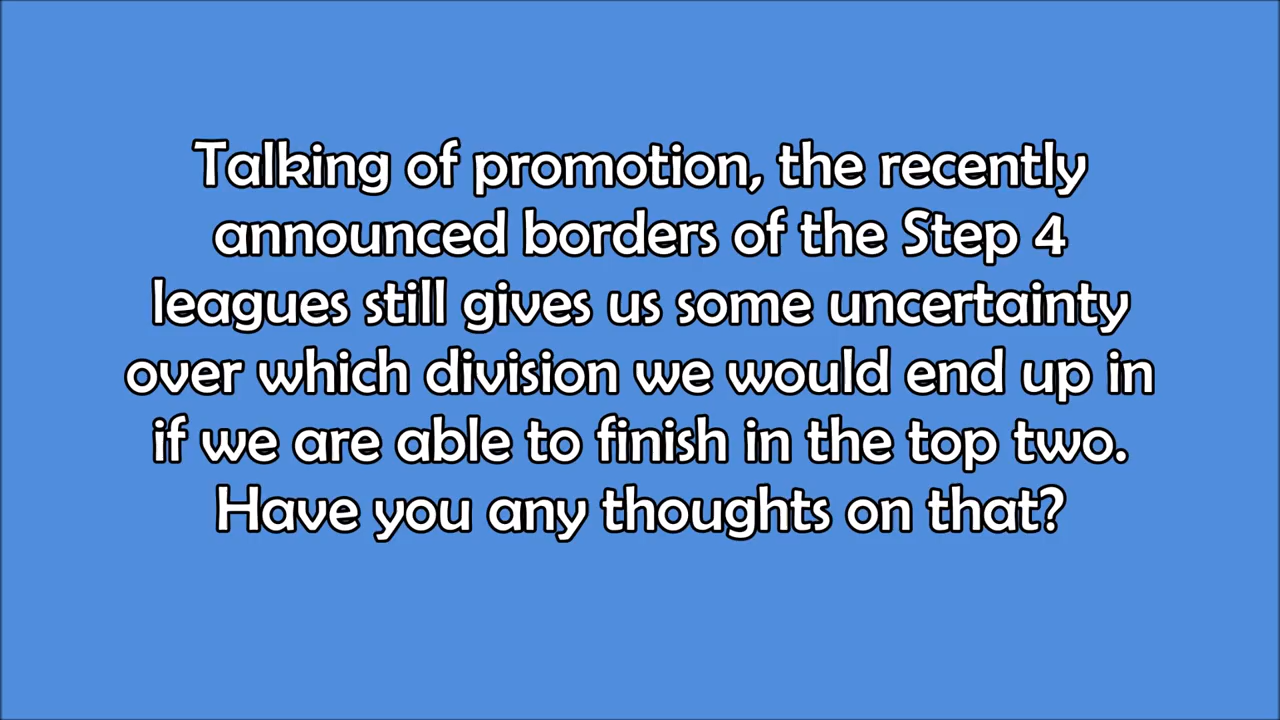 Talking of promotion, the recently
announced borders of the Step 4
leagues still gives us some uncertainty
over which division we would end up in
if we are able to finish in the top two.
Have you any thoughts on that?